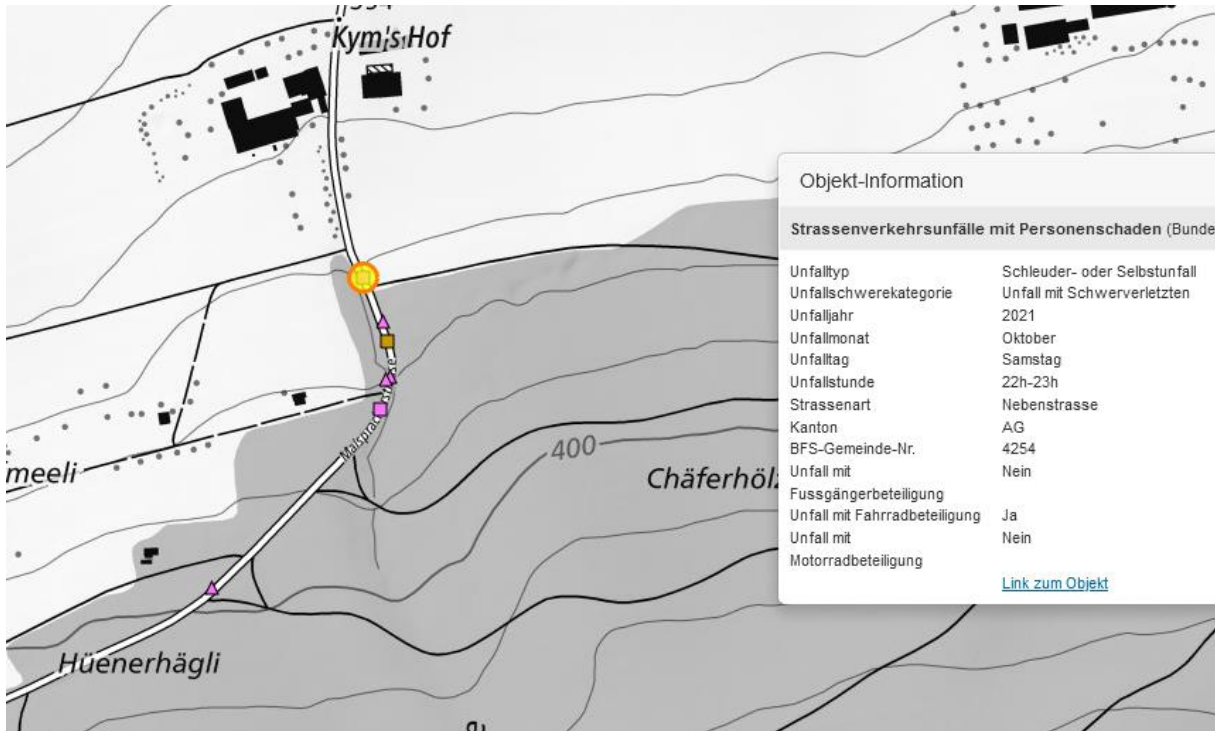 Kym's Hof
Objekt-Information
Strassenverkehrsunfälle mit Personenschaden (Bunde
Unfalltyp Schleuder- oder Selbstunfall
Unfallschwerekategorie Unfall mit Schwerverletzten
Unfalljahr 2021
Unfallmonat Oktober
Unfalltag Samstag
Unfallstunde 22h-23h
Strassenart Nebenstrasse
Kanton AG
BFS-Gemeinde-Nr. 4254
Unfall mit Nein
Fussgängerbeteiligung
Unfall mit Fahrradbeteiligung Ja
Unfall mit Nein
Motorradbeteiligung
Link zum Objekt
400
meeli
Chäferhölz
Hüenerhägli